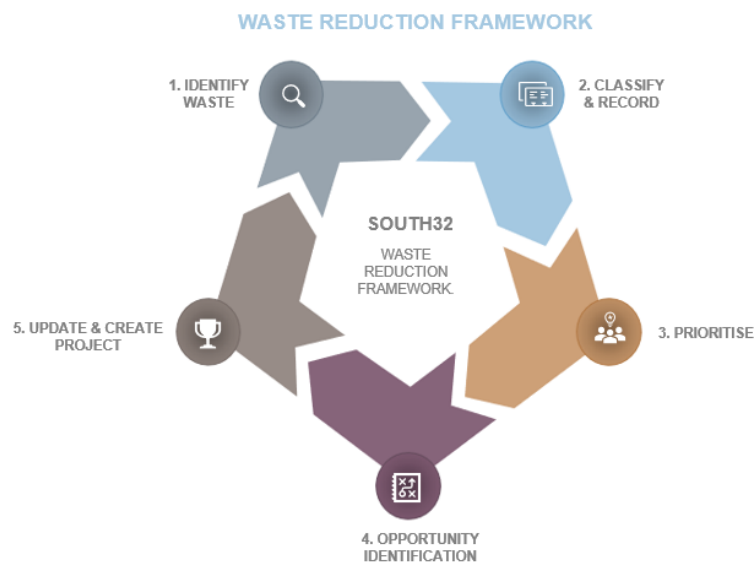 WASTE REDUCTION FRAMEWORK
1. IDENTIFY
WASTE
2. CLASSIFY
& RECORD
SOUTH32
WASTE
REDUCTION
FRAMEWORK.
3. PRIORITISE
4. OPPORTUNITY
IDENTIFICATION
5. UPDATE & CREATE
PROJECT